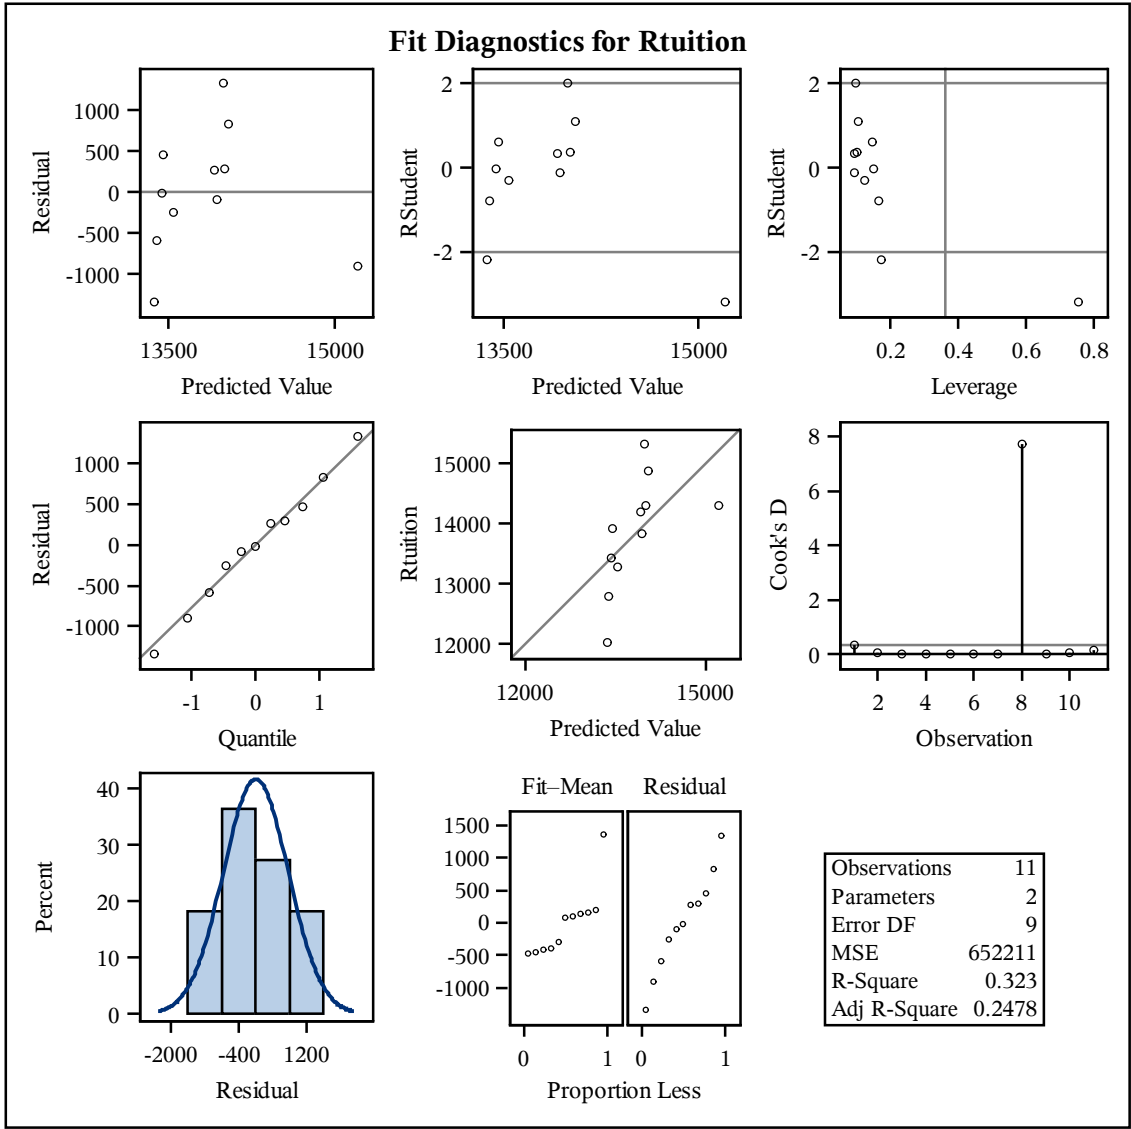 Fit Diagnostics for Rtuition
Residual
1000
500
0
-500
-1000
13500 15000
Predicted Value
RStudent
2
0
-2
13500 15000
Predicted Value
RStudent
2
0
-2
0.2 0.4 0.6 0.8
Leverage
Residual
1000
500
0
-500
-1000
-1 0 1
Quantile
Rtuition
15000
14000
13000
12000
12000 15000
Predicted Value
Cook's D
8
6
4
2
0
2 4 6 8 10
Observation
Percent
40
30
20
10
0
-2000 -400 1200
Residual
Fit–Mean Residual
1500
1000
500
0
-500
-1000
0 1 0 1
Proportion Less
Observations 11
Parameters 2
Error DF 9
MSE 652211
R-Square 0.323
Adj R-Square 0.2478